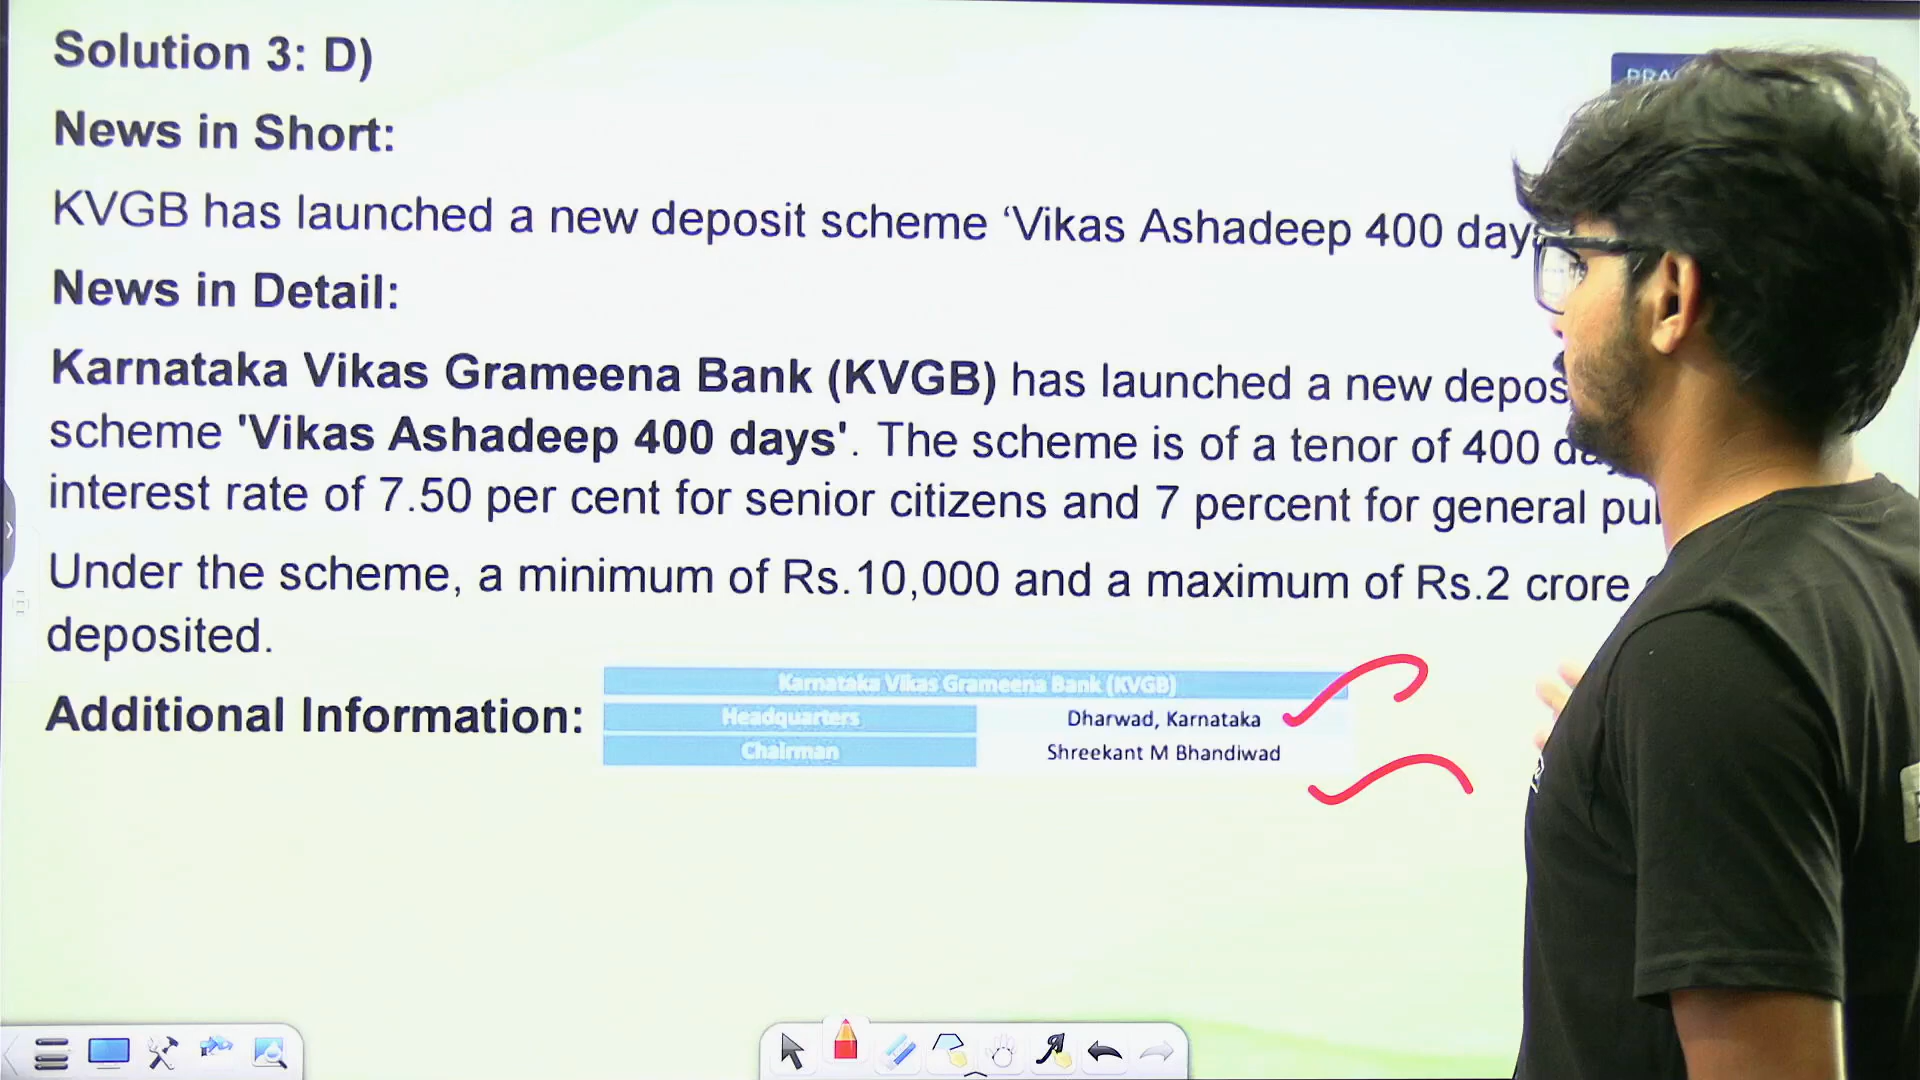 Solution 3: D)
News in Short:
KVGB has launched a new deposit scheme ‘Vikas Ashadeep 400
News in Detail:
Karnataka Vikas Grameena Bank (KVGB) has launched a new
scheme 'Vikas Ashadeep 400 days'. The scheme is of a tenor of 400
interest rate of 7.50 per cent for senior citizens and 7 percent for general
Under the scheme, a minimum of Rs.10,000 and a maximum of Rs.2 crore
deposited.
Additional Information:
Karnataka Vikas Grameena Bank (KVGB)
Headquarters Dharwad, Karnataka
Chairman Shreekant M Bhandiwad